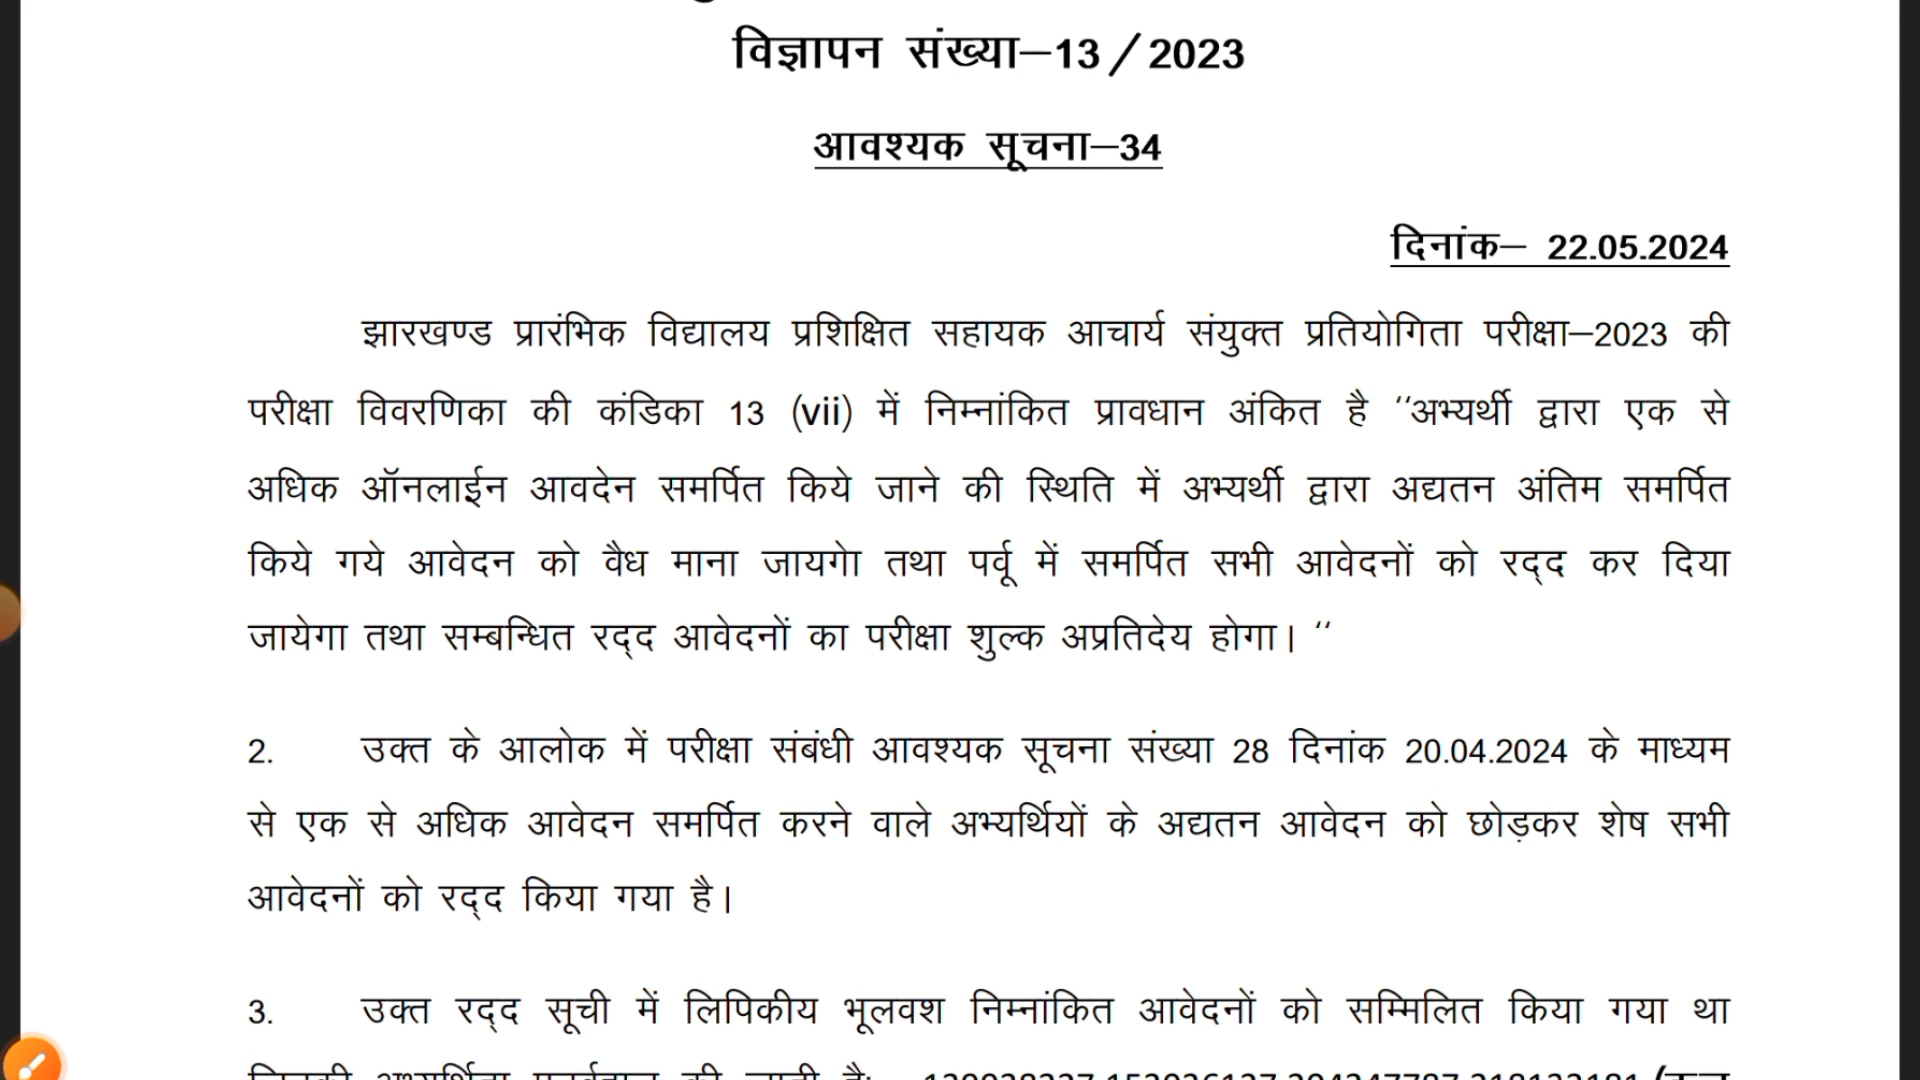 विज्ञापन संख्या–13/2023
आवश्यक सूचना–34
दिनांक– 22.05.2024
झारखण्ड प्रारंभिक विद्यालय प्रशिक्षित सहायक आचार्य संयुक्त प्रतियोगिता परीक्षा–2023 की
परीक्षा विवरणिका की कंडिका 13 (vii) में निम्नांकित प्रावधान अंकित है ‘‘अभ्यर्थी द्वारा एक से
अधिक ऑनलाईन आवदेन समर्पित किये जाने की स्थिति में अभ्यर्थी द्वारा अद्यतन अंतिम समर्पित
किये गये आवेदन को वैध माना जायगेा तथा पर्वू में समर्पित सभी आवेदनों को रद्द कर दिया
जायेगा तथा सम्बन्धित रद्द आवेदनों का परीक्षा शुल्क अप्रतिदेय होगा। ‘‘
2. उक्त के आलोक में परीक्षा संबंधी आवश्यक सूचना संख्या 28 दिनांक 20.04.2024 के माध्यम
से एक से अधिक आवेदन समर्पित करने वाले अभ्यर्थियों के अद्यतन आवेदन को छोड़कर शेष सभी
आवेदनों को रद्द किया गया है।
3. उक्त रद्द सूची में लिपिकीय भूलवश निम्नांकित आवेदनों को सम्मिलित किया गया था